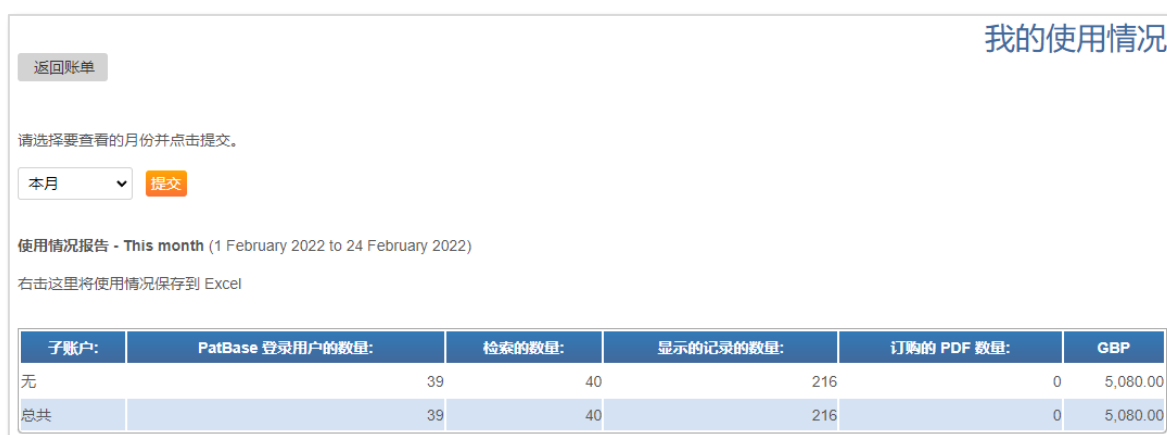 我的使用情况
返回账单
请选择要查看的月份并点击提交。
本月 提交
使用情况报告 - This month (1 February 2022 to 24 February 2022)
右击这里将使用情况保存到 Excel
子账户: PatBase 登录用户的数量: 检索的数量: 显示的记录的数量: 订购的 PDF 数量: GBP
无 39 40 216 0 5,080.00
总共 39 40 216 0 5,080.00